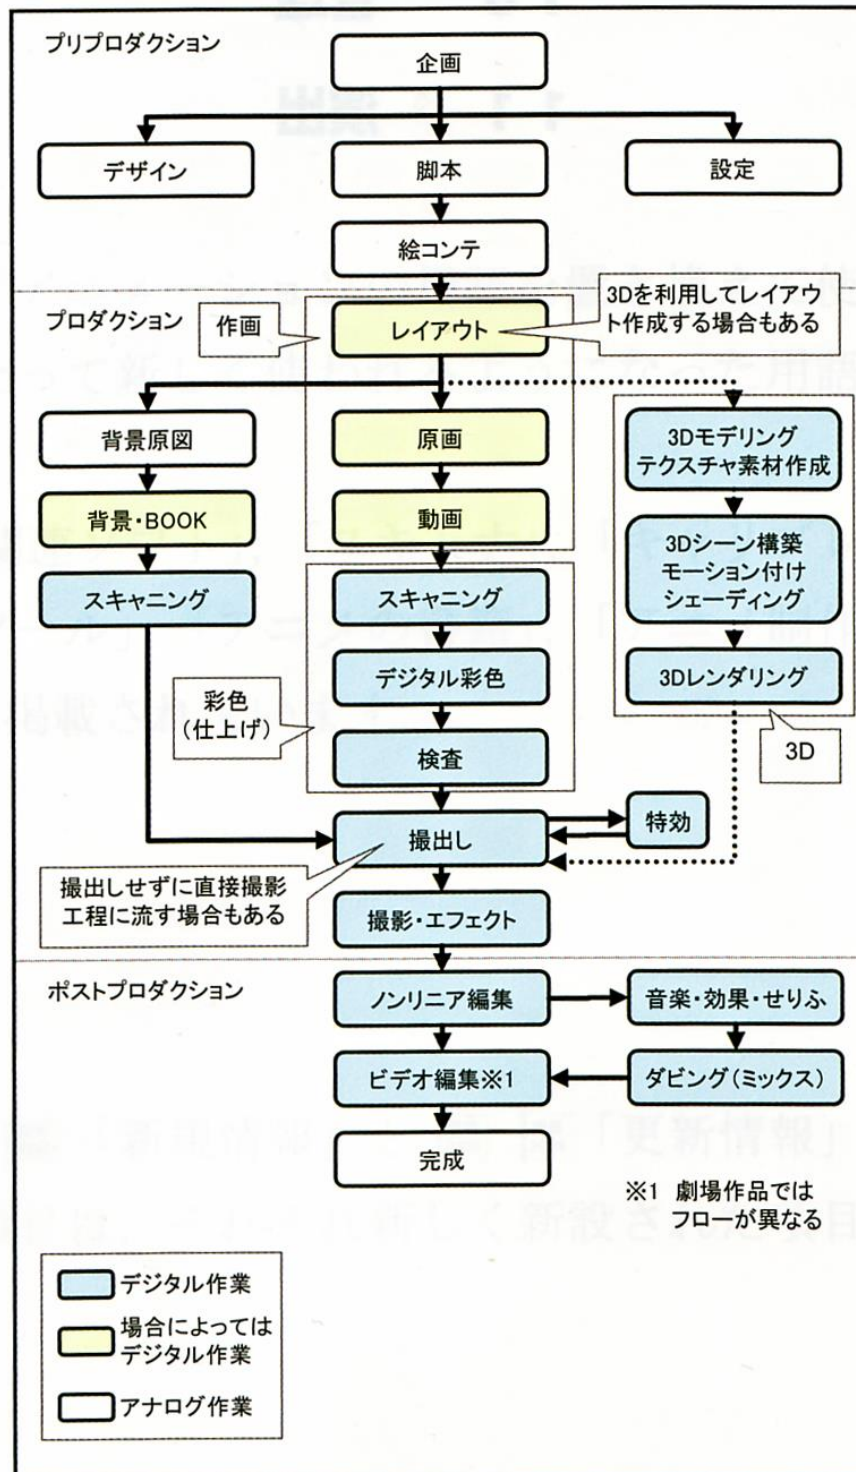 プリプロダクション
企画
デザイン
脚本
設定
絵コンテ
プロダクション
作画
レイアウト
3Dを利用してレイアウ
ト作成する場合もある
背景原図
原画
3Dモデリング
テクスチャ素材作成
背景・BOOK
動画
3Dシーン構築
モーション付け
シェーディング
スキャニング
スキャニング
デジタル彩色
3Dレンダリング
彩色
(仕上げ)
検査
3D
撮出し
特効
撮出しせずに直接撮影
工程に流す場合もある
撮影・エフェクト
ポストプロダクション
ノンリニア編集
音楽・効果・せりふ
ビデオ編集※1
ダビング(ミックス)
完成
※1 劇場作品では
フローが異なる
デジタル作業
場合によっては
デジタル作業
アナログ作業